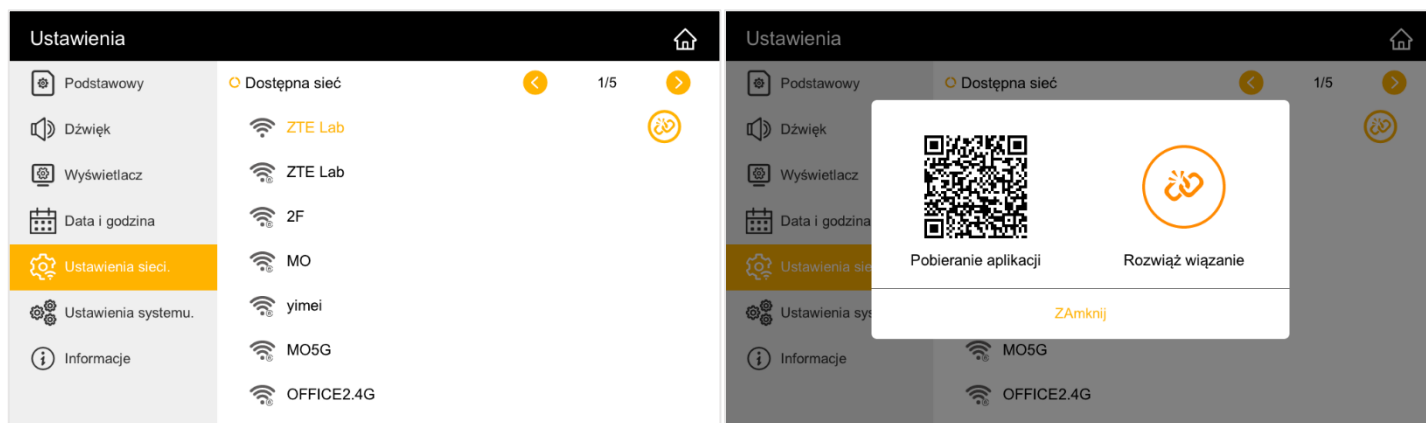 Ustawienia
Podstawowy
Dźwięk
Wyświetlacz
Data i godzina
Ustawienia sieci.
Ustawienia systemu.
Informacje
Dostępna sieć 1/5
ZTE Lab
ZTE Lab
2F
MO
yimei
MO5G
OFFICE2.4G
Ustawienia
Podstawowy
Dźwięk
Wyświetlacz
Data i godzina
Ustawienia sie
Ustawienia sys
Informacje
Dostępna sieć 1/5
Pobieranie aplikacji
Rozwiąż wiązanie
ZAmknij
MO5G
OFFICE2.4G